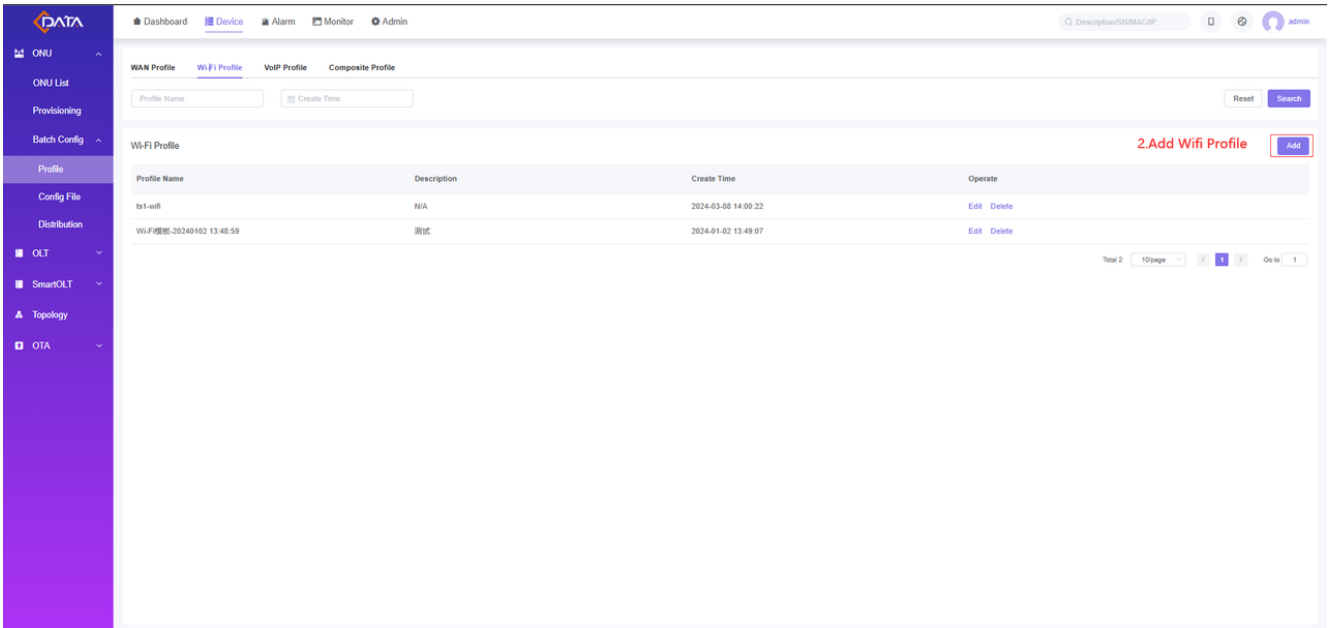 DATA
Dashboard Device Alarm Monitor Admin Description/SN/MAC/IP admin
ONU
ONU List
Provisioning
Batch Config
Profile
Config File
Distribution
OLT
SmartOLT
Topology
OTA
WAN Profile Wi-Fi Profile VoIP Profile Composite Profile
Profile Name Create Time Reset Search
Wi-Fi Profile 2.Add Wifi Profile Add
Profile Name Description Create Time Operate
ts1-wifi N/A 2024-03-08 14:00:22 Edit Delete
Wi-Fi模板-20240102 13:48:59 测试 2024-01-02 13:49:07 Edit Delete
Total 2 10/page < 1 > Go to 1